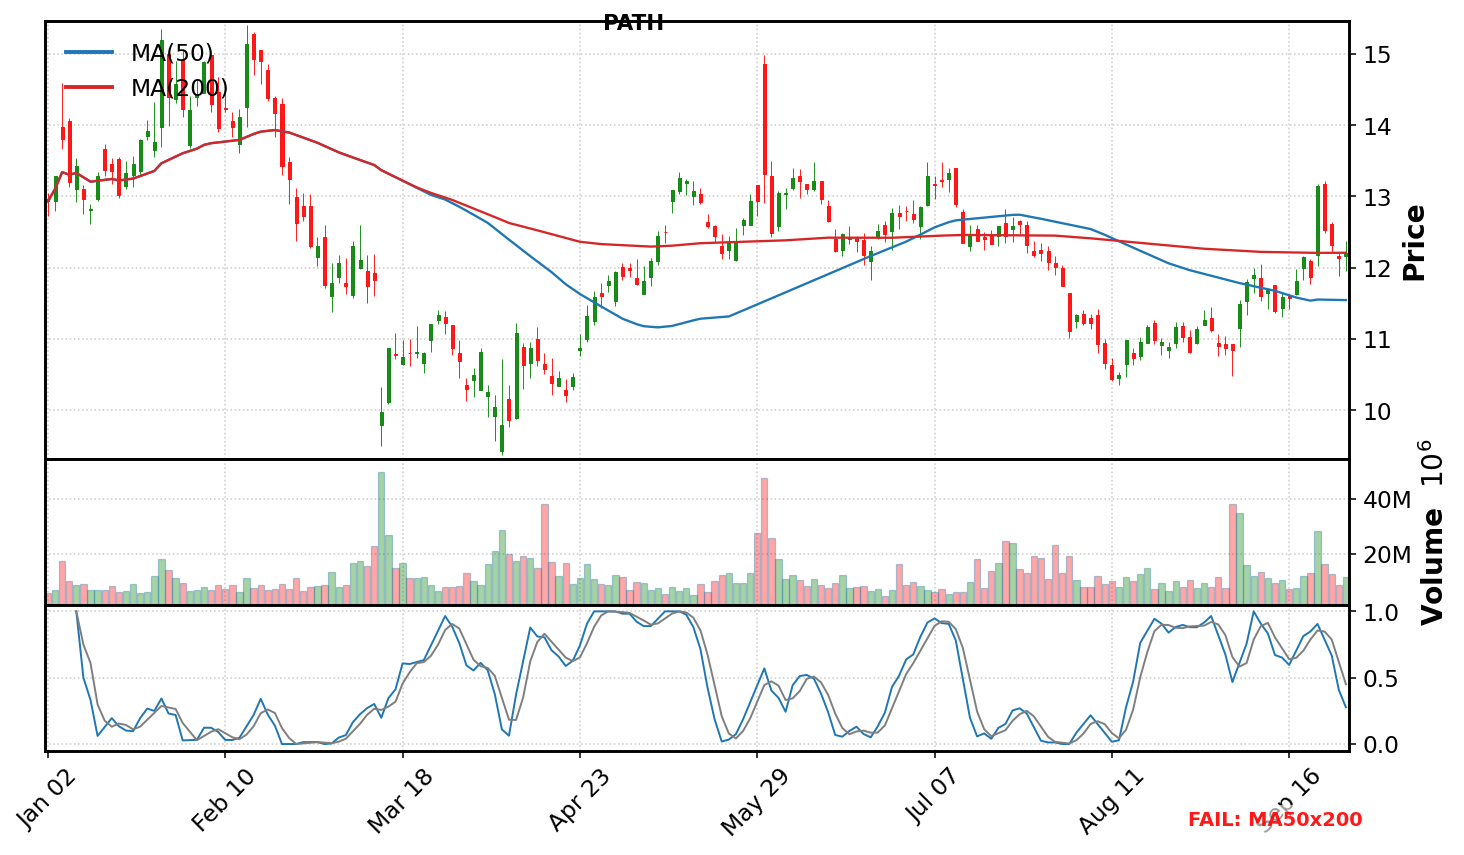 PATH
MA(50)
MA(200)
15
14
13
12
11
10
Price
10^6
40M
20M
Volume
1.0
0.5
0.0
Jan 02
Feb 10
Mar 18
Apr 23
May 29
Jul 07
Aug 11
Sep 16
FAIL: MA50x200